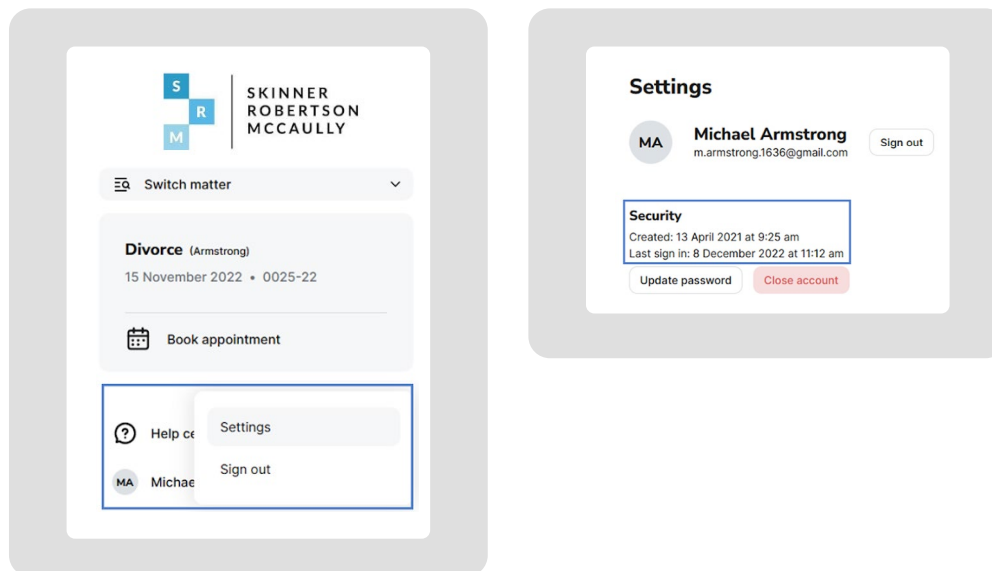 S
R
M
SKINNER
ROBERTSON
MCCAULLY
Switch matter
Divorce (Armstrong)
15 November 2022 • 0025-22
Book appointment
Help ce
Settings
Sign out
MA Michae
Settings
MA
Michael Armstrong
m.armstrong.1636@gmail.com
Sign out
Security
Created: 13 April 2021 at 9:25 am
Last sign in: 8 December 2022 at 11:12 am
Update password
Close account